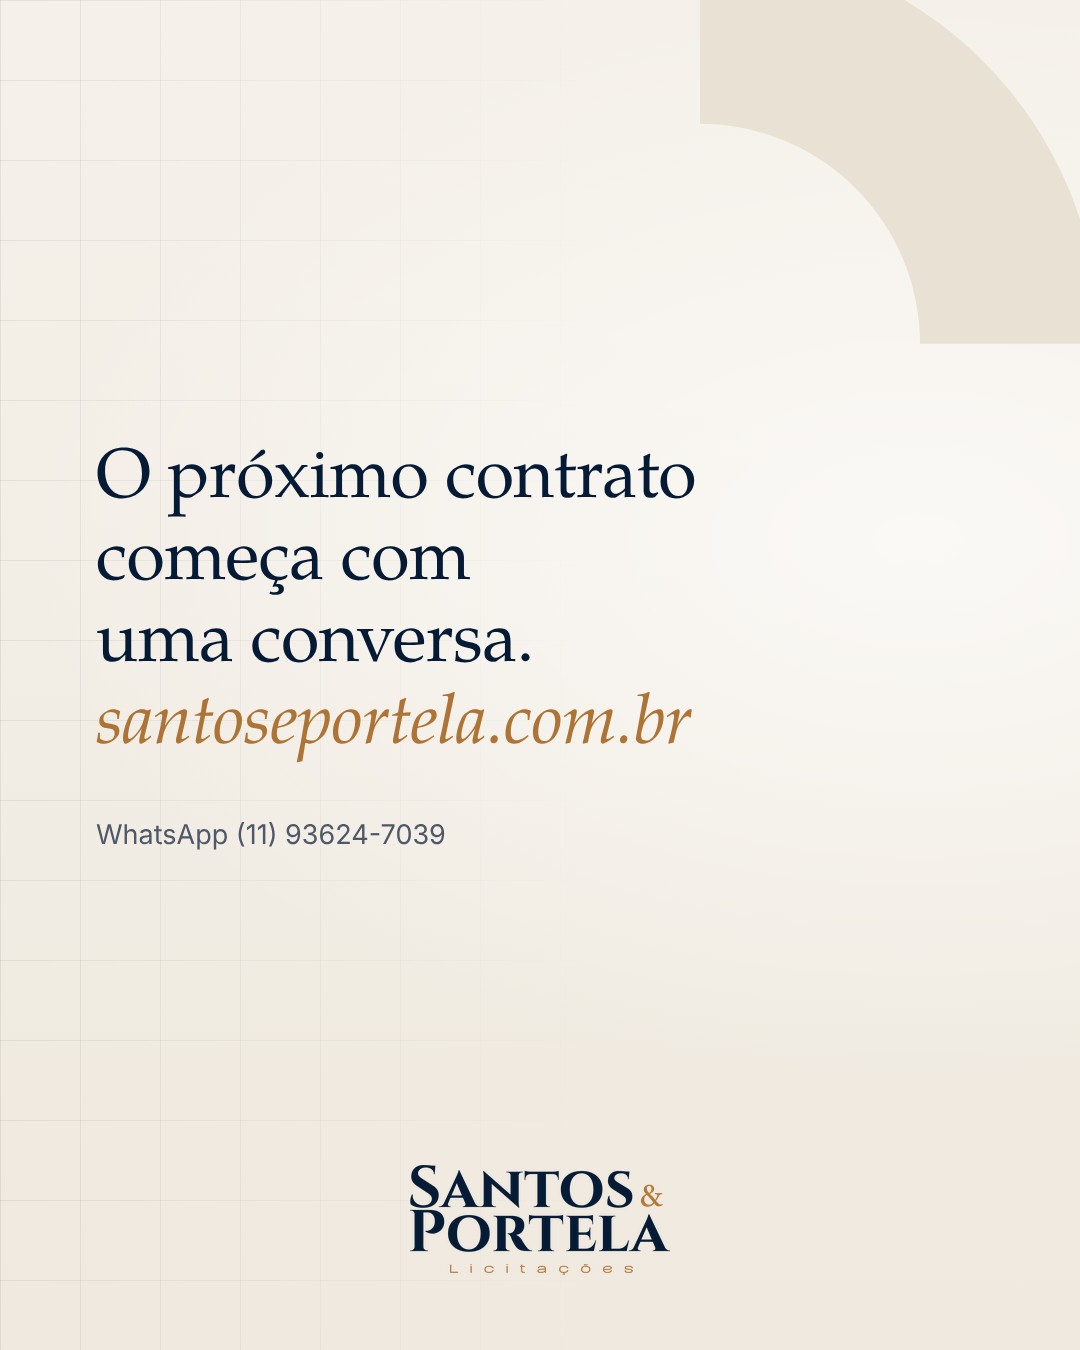 O próximo contrato
começa com
uma conversa.
santoseportela.com.br
WhatsApp (11) 93624-7039
SANTOS &
PORTELA
Licitações